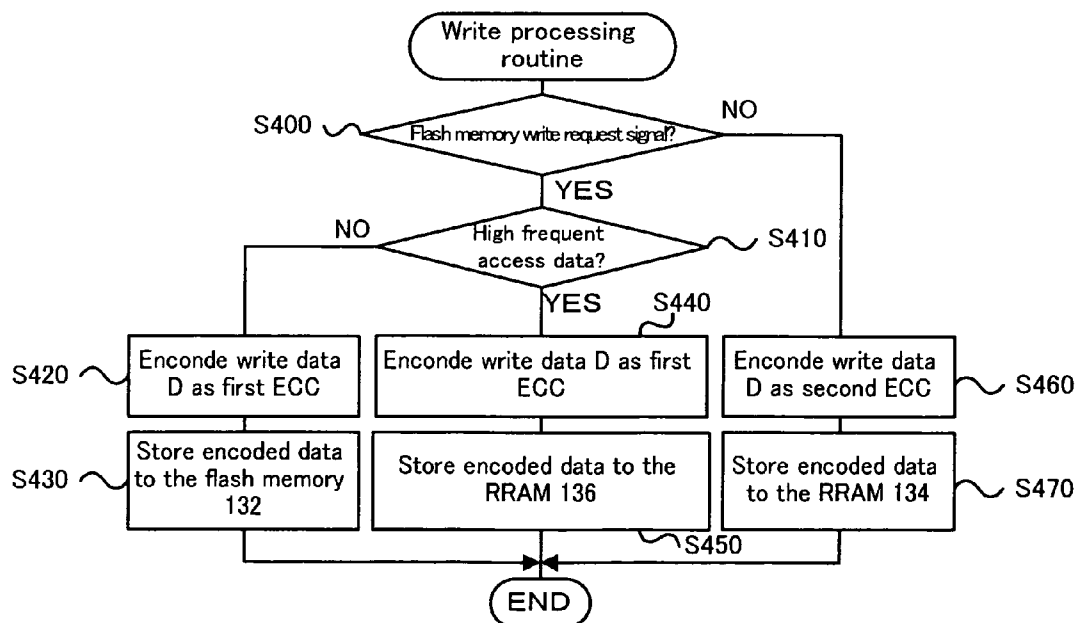 Write processing
routine
NO
S400
Flash memory write request signal?
YES
NO
High frequent
access data?
S410
YES
S440
S420
Enconde write data
D as first ECC
Enconde write data D as first
ECC
Enconde write data
D as second ECC
S460
S430
Store encoded data
to the flash memory
132
Store encoded data to the
RRAM 136
Store encoded data
to the RRAM 134
S470
S450
END